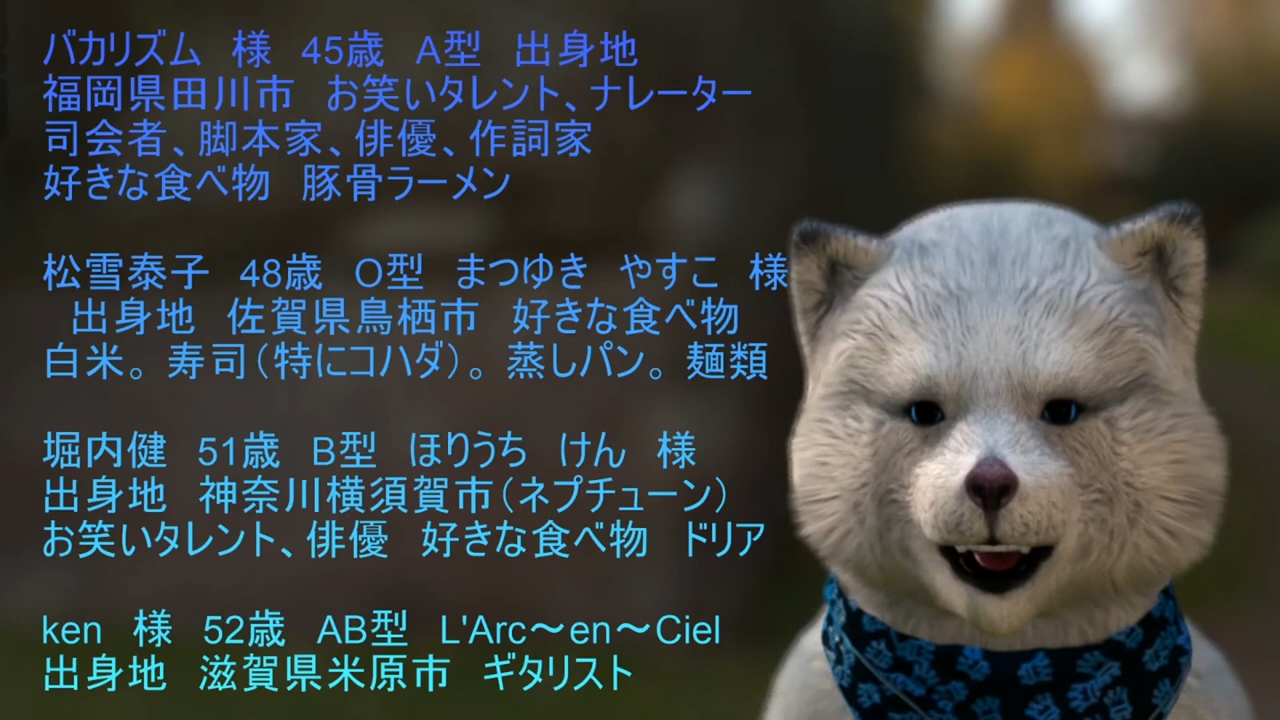 バカリズム　様　45歳　A型　出身地
福岡県田川市　お笑いタレント、ナレーター
司会者、脚本家、俳優、作詞家
好きな食べ物　豚骨ラーメン
松雪泰子　48歳　O型　まつゆき　やすこ　様
出身地　佐賀県鳥栖市　好きな食べ物
白米。寿司（特にコハダ）。蒸しパン。麺類
堀内健　51歳　B型　ほりうち　けん　様
出身地　神奈川横須賀市（ネプチューン）
お笑いタレント、俳優　好きな食べ物　ドリア
ken　様　52歳　AB型　L'Arc～en～Ciel
出身地　滋賀県米原市　ギタリスト